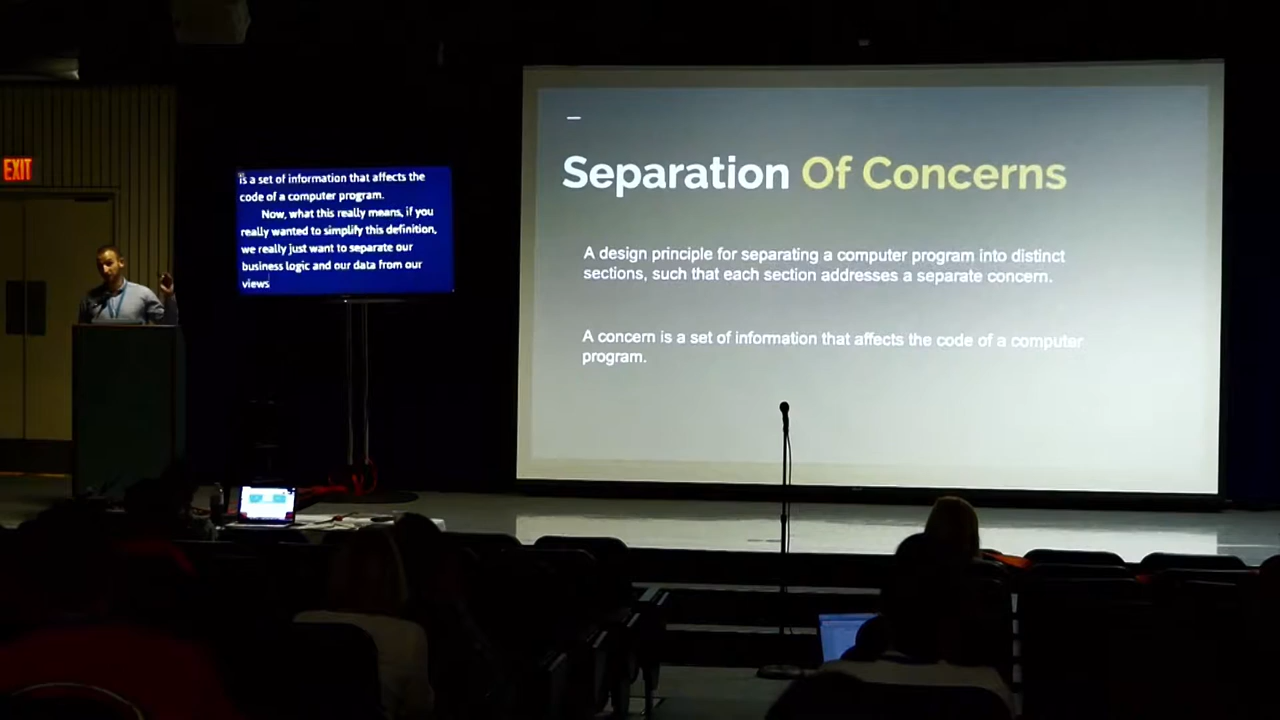 EXIT
is a set of information that affects the
code of a computer program.
Now, what this really means, if you
really wanted to simplify this definition,
we really just want to separate our
business logic and our data from our
views
Separation Of Concerns
A design principle for separating a computer program into distinct
sections, such that each section addresses a separate concern.
A concern is a set of information that affects the code of a computer
program.